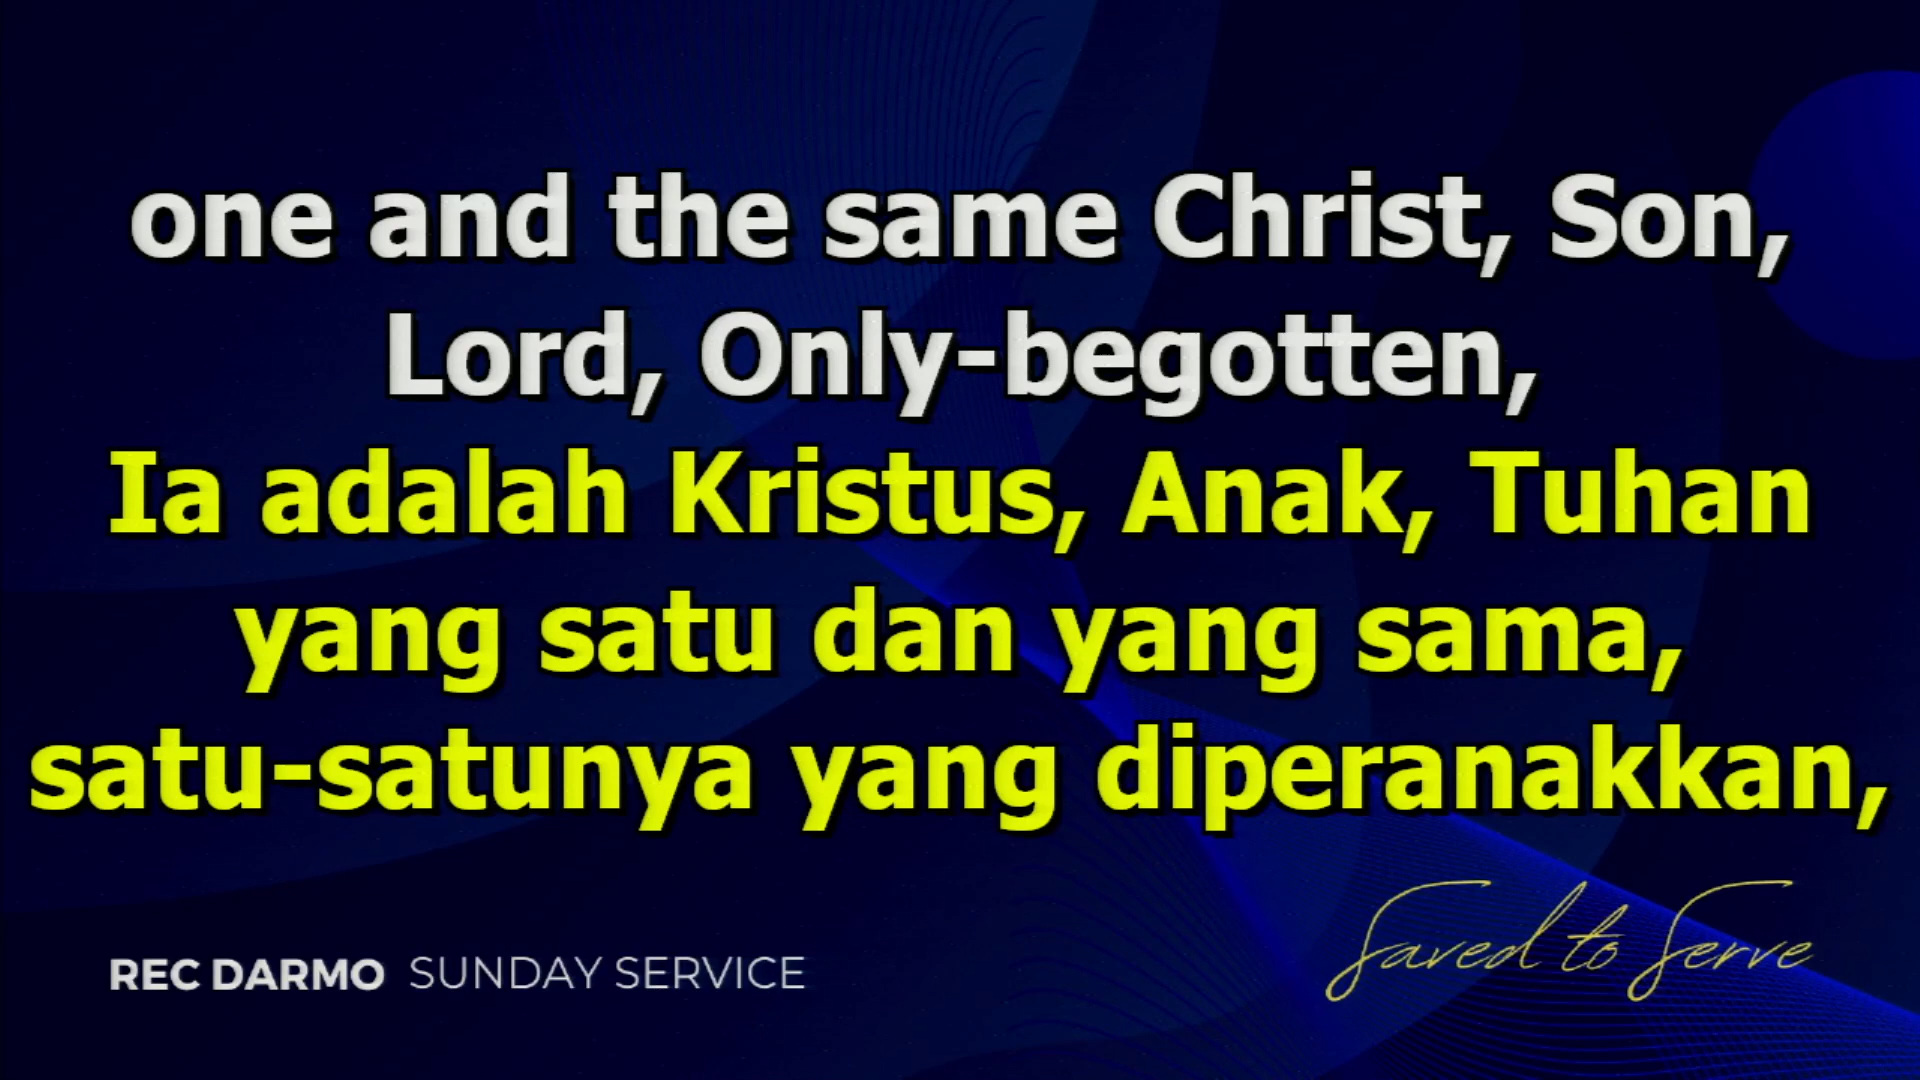 one and the same Christ, Son,
Lord, Only-begotten,
Ia adalah Kristus, Anak, Tuhan
yang satu dan yang sama,
satu-satunya yang diperanakkan,
Saved to Serve
REC DARMO SUNDAY SERVICE